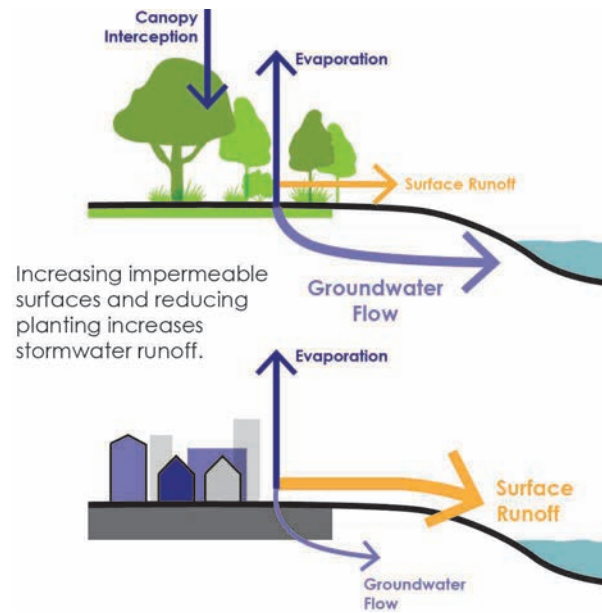 Canopy
Interception
Evaporation
Surface Runoff
Groundwater
Flow
Increasing impermeable
surfaces and reducing
planting increases
stormwater runoff.
Evaporation
Surface
Runoff
Groundwater
Flow